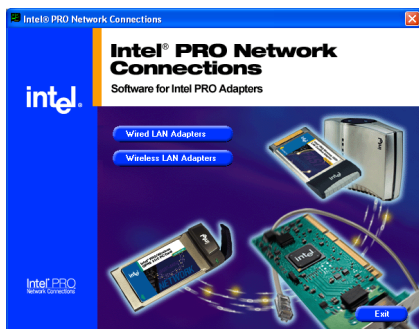 Intel® PRO Network Connections
Intel® PRO Network
Connections
Software for Intel PRO Adapters
intel®
Wired LAN Adapters
Wireless LAN Adapters
intel
Intel® PRO
Network Connections
Exit